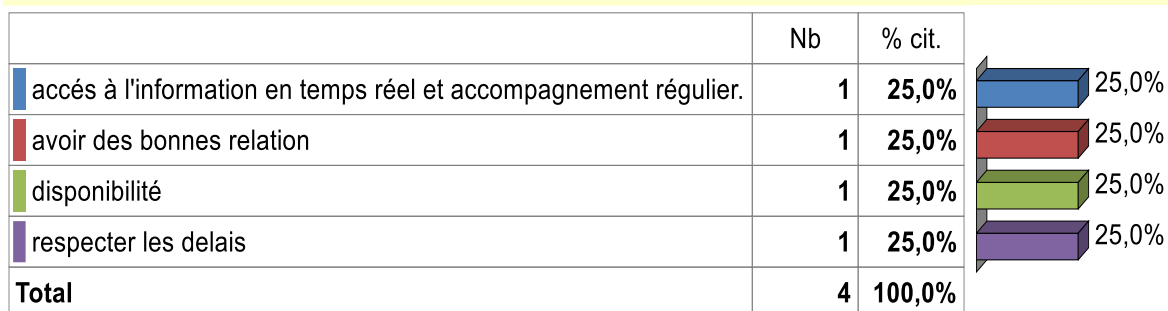 Nb % cit.
accés à l'information en temps réel et accompagnement régulier. 1 25,0% 25,0%
avoir des bonnes relation 1 25,0% 25,0%
disponibilité 1 25,0% 25,0%
respecter les delais 1 25,0% 25,0%
Total 4 100,0%